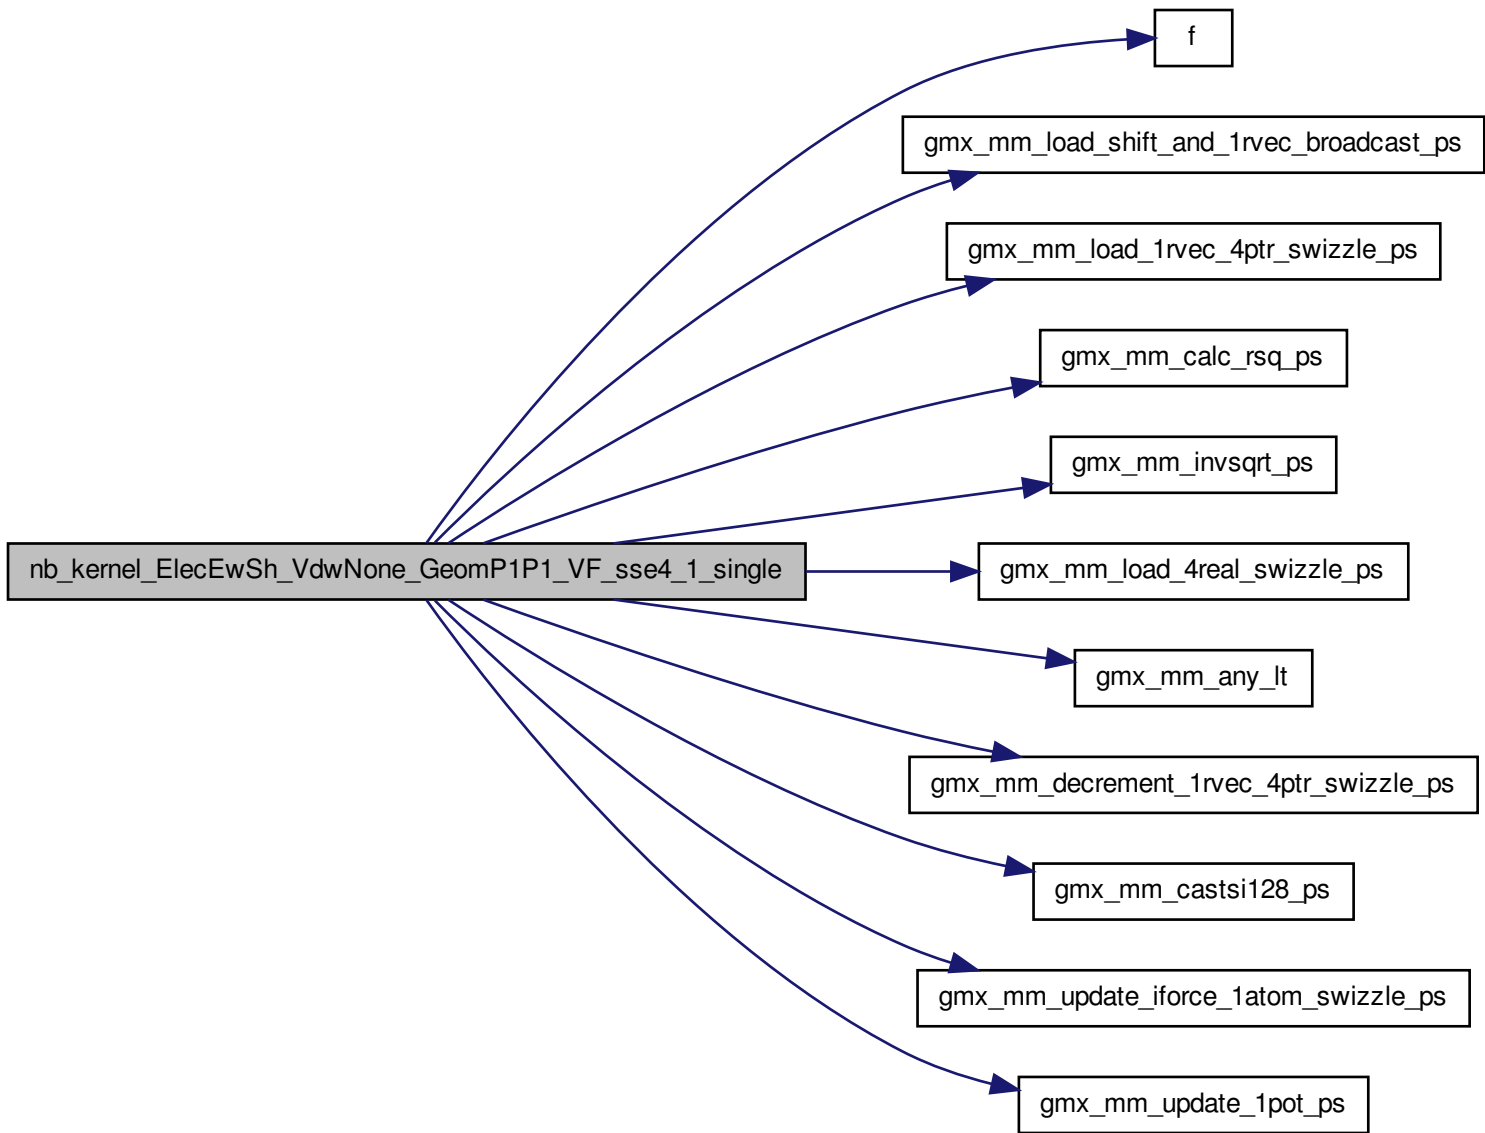 f
gmx_mm_load_shift_and_1rvec_broadcast_ps
gmx_mm_load_1rvec_4ptr_swizzle_ps
gmx_mm_calc_rsq_ps
gmx_mm_invsqrt_ps
nb_kernel_ElecEwSh_VdwNone_GeomP1P1_VF_sse4_1_single
gmx_mm_load_4real_swizzle_ps
gmx_mm_any_lt
gmx_mm_decrement_1rvec_4ptr_swizzle_ps
gmx_mm_castsi128_ps
gmx_mm_update_iforce_1atom_swizzle_ps
gmx_mm_update_1pot_ps